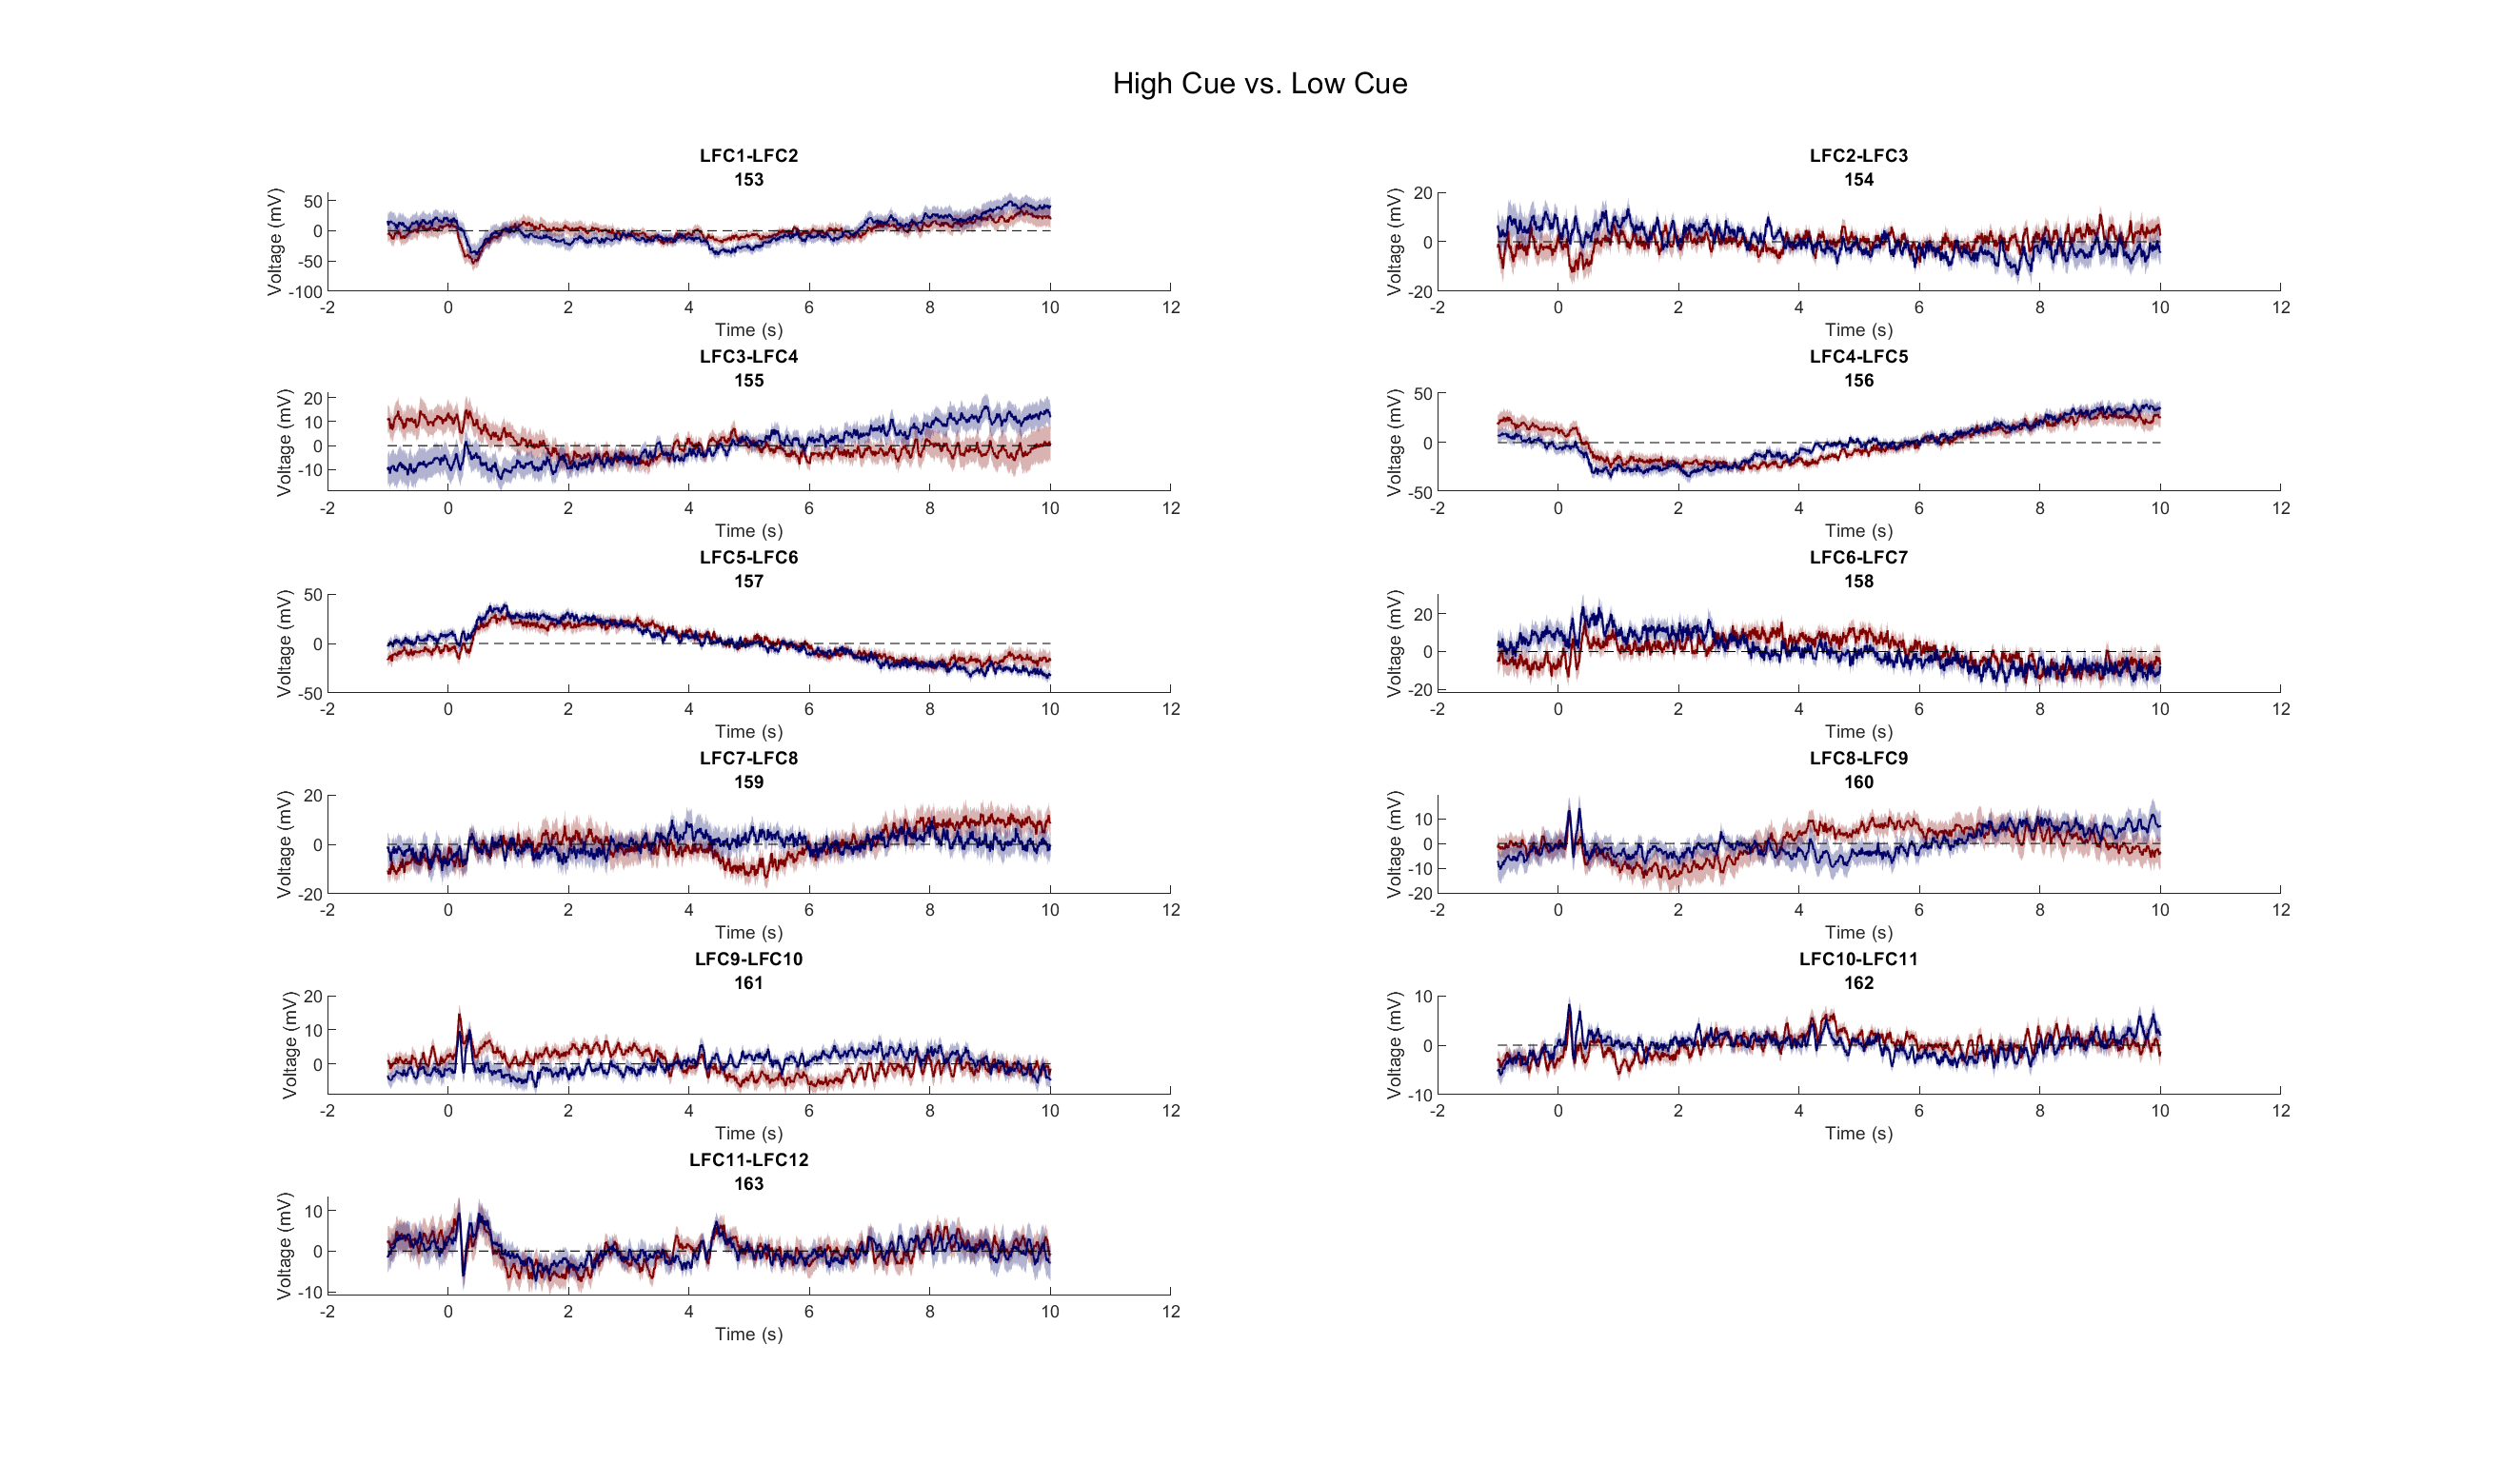 High Cue vs. Low Cue
LFC1-LFC2
153
Voltage (mV)
50
0
-50
-100
-2 0 2 4 6 8 10 12
Time (s)
LFC2-LFC3
154
Voltage (mV)
20
0
-20
-2 0 2 4 6 8 10 12
Time (s)
LFC3-LFC4
155
Voltage (mV)
20
10
0
-10
-2 0 2 4 6 8 10 12
Time (s)
LFC4-LFC5
156
Voltage (mV)
50
0
-50
-2 0 2 4 6 8 10 12
Time (s)
LFC5-LFC6
157
Voltage (mV)
50
0
-50
-2 0 2 4 6 8 10 12
Time (s)
LFC6-LFC7
158
Voltage (mV)
20
0
-20
-2 0 2 4 6 8 10 12
Time (s)
LFC7-LFC8
159
Voltage (mV)
20
0
-20
-2 0 2 4 6 8 10 12
Time (s)
LFC8-LFC9
160
Voltage (mV)
10
0
-10
-20
-2 0 2 4 6 8 10 12
Time (s)
LFC9-LFC10
161
Voltage (mV)
20
10
0
-2 0 2 4 6 8 10 12
Time (s)
LFC10-LFC11
162
Voltage (mV)
10
0
-10
-2 0 2 4 6 8 10 12
Time (s)
LFC11-LFC12
163
Voltage (mV)
10
0
-10
-2 0 2 4 6 8 10 12
Time (s)